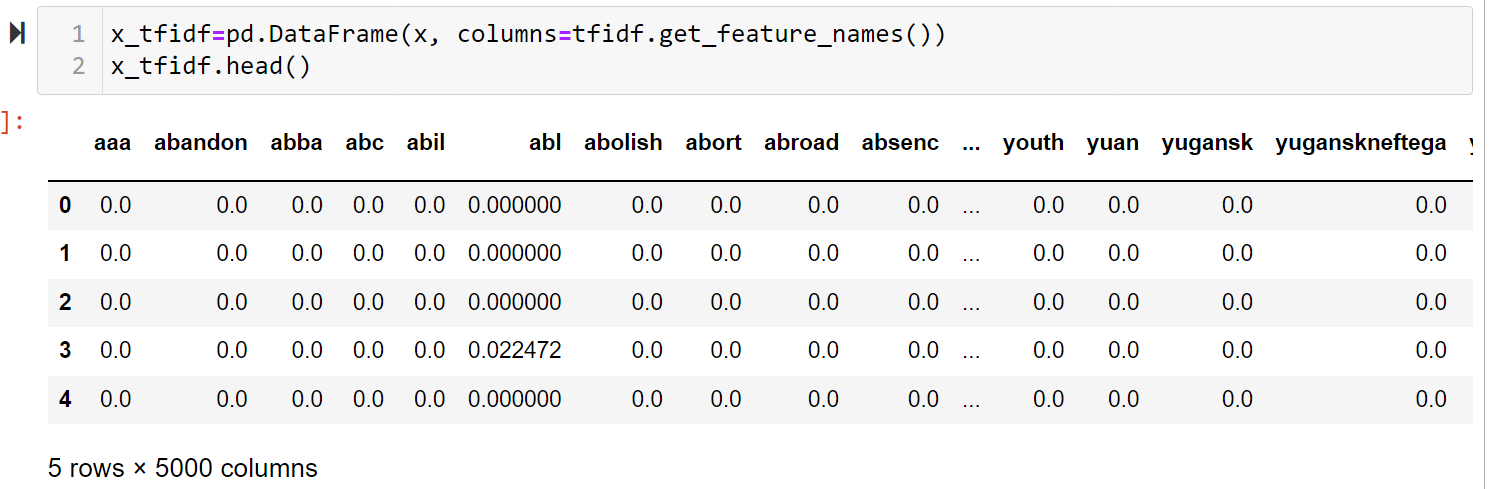 1 x_tfidf=pd.DataFrame(x, columns=tfidf.get_feature_names())
2 x_tfidf.head()
]:
aaa abandon abba abc abil abl abolish abort abroad absenc ... youth yuan yugansk yuganskneftega
0 0.0 0.0 0.0 0.0 0.0 0.000000 0.0 0.0 0.0 0.0 ... 0.0 0.0 0.0 0.0
1 0.0 0.0 0.0 0.0 0.0 0.000000 0.0 0.0 0.0 0.0 ... 0.0 0.0 0.0 0.0
2 0.0 0.0 0.0 0.0 0.0 0.000000 0.0 0.0 0.0 0.0 ... 0.0 0.0 0.0 0.0
3 0.0 0.0 0.0 0.0 0.0 0.022472 0.0 0.0 0.0 0.0 ... 0.0 0.0 0.0 0.0
4 0.0 0.0 0.0 0.0 0.0 0.000000 0.0 0.0 0.0 0.0 ... 0.0 0.0 0.0 0.0
5 rows × 5000 columns